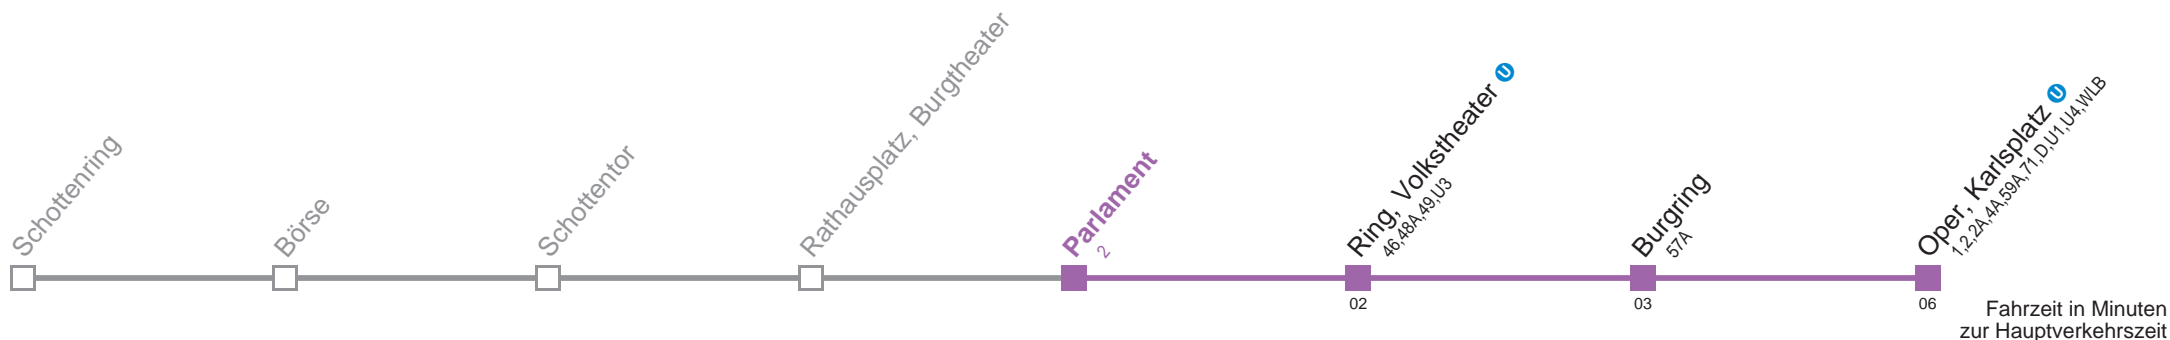 Schottenring
Börse
Schottentor
Rathausplatz, Burgtheater
Parlament
2
Ring, Volkstheater U
46,48A,49,U3
Burgring
57A
Oper, Karlsplatz U
1,2,2A,4A,59A,71,D,U1,U4,WLB
02
03
06
Fahrzeit in Minuten
zur Hauptverkehrszeit